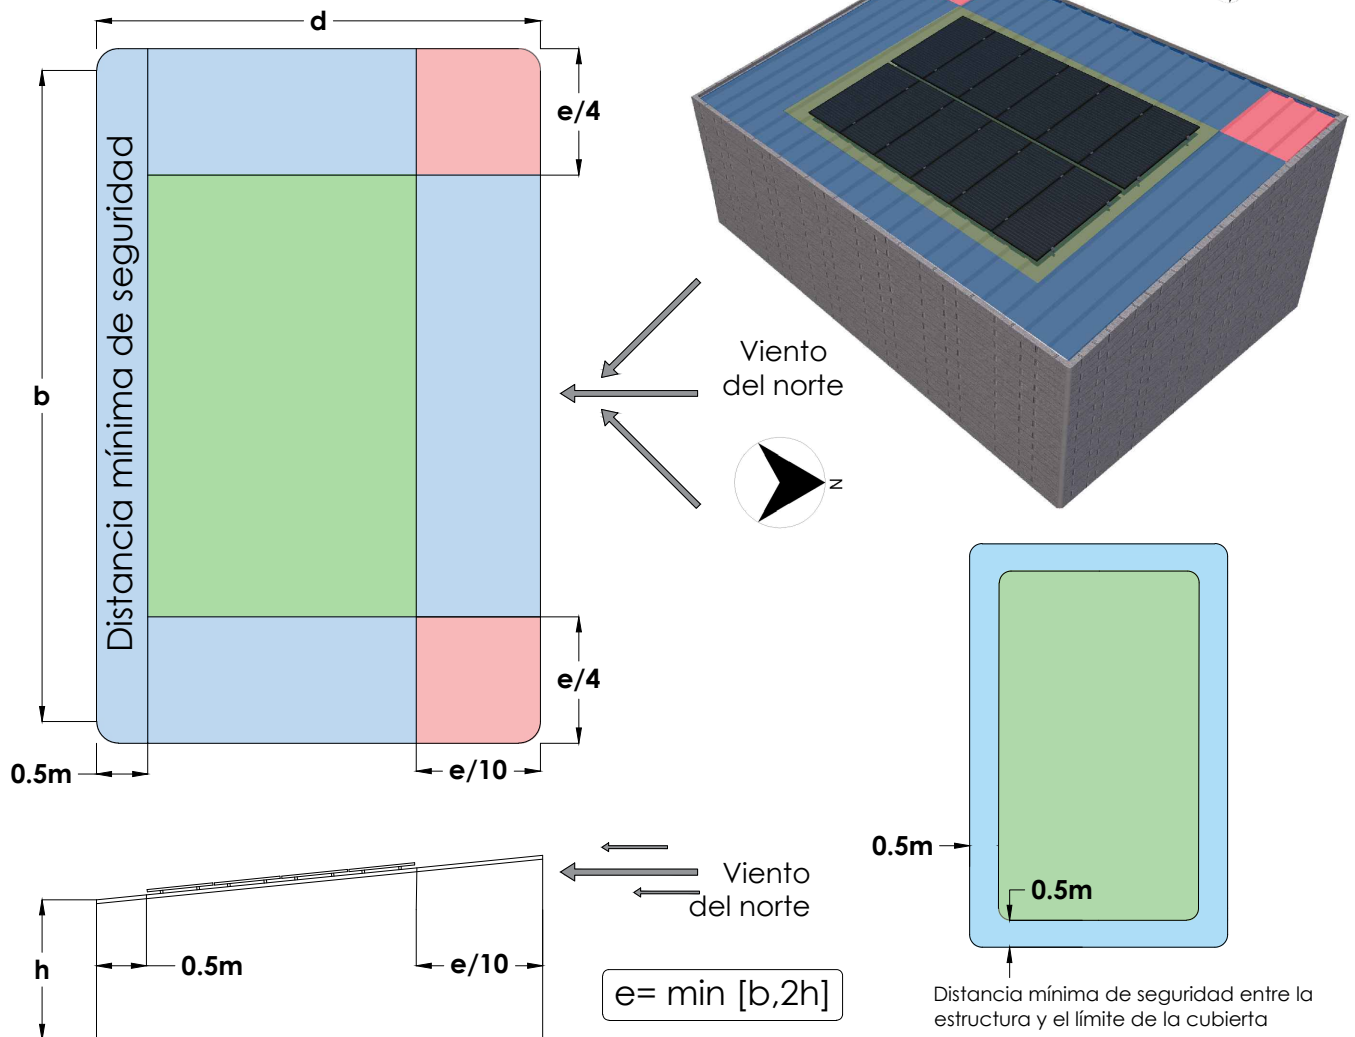 d
e/4
b
Distancia mínima de seguridad
Viento
del norte
N
e/4
0.5m
e/10
h
0.5m
e/10
Viento
del norte
e= min [b,2h]
0.5m
0.5m
Distancia mínima de seguridad entre la
estructura y el límite de la cubierta